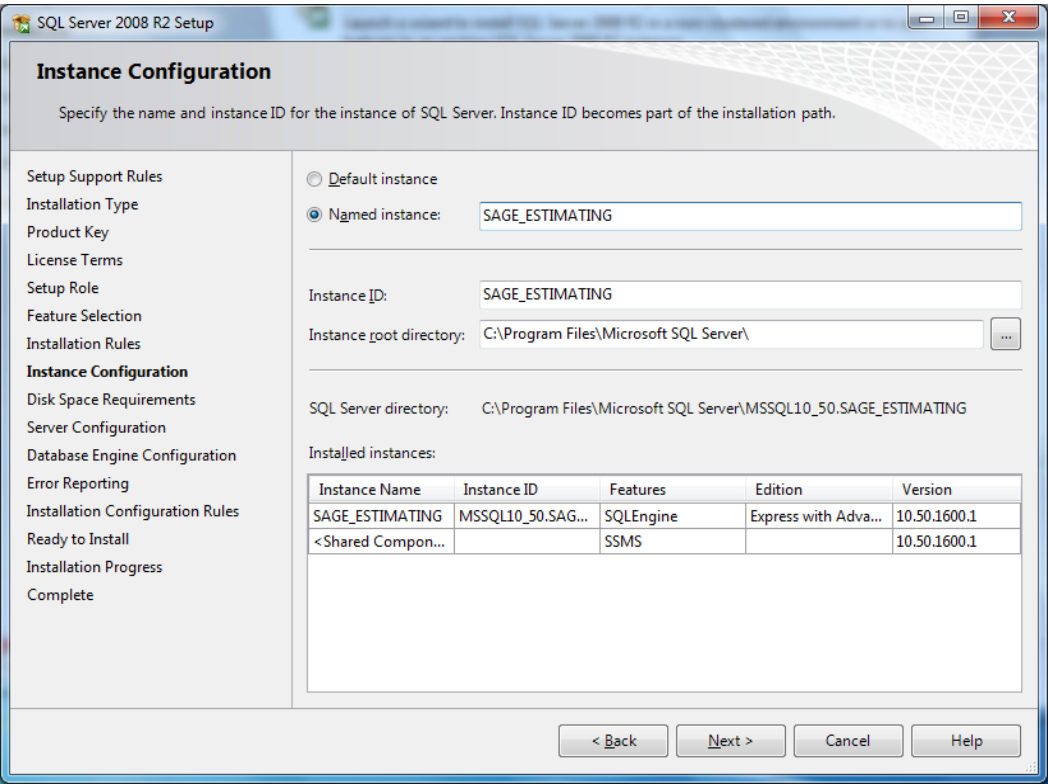 SQL Server 2008 R2 Setup
Instance Configuration
Specify the name and instance ID for the instance of SQL Server. Instance ID becomes part of the installation path.
Setup Support Rules
Installation Type
Product Key
License Terms
Setup Role
Feature Selection
Installation Rules
Instance Configuration
Disk Space Requirements
Server Configuration
Database Engine Configuration
Error Reporting
Installation Configuration Rules
Ready to Install
Installation Progress
Complete
Default instance
Named instance: SAGE_ESTIMATING
Instance ID: SAGE_ESTIMATING
Instance root directory: C:\Program Files\Microsoft SQL Server\ ...
SQL Server directory: C:\Program Files\Microsoft SQL Server\MSSQL10_50.SAGE_ESTIMATING
Installed instances:
Instance Name Instance ID Features Edition Version
SAGE_ESTIMATING MSSQL10_50.SAG... SQLEngine Express with Adva... 10.50.1600.1
<Shared Compon... SSMS 10.50.1600.1
< Back Next > Cancel Help